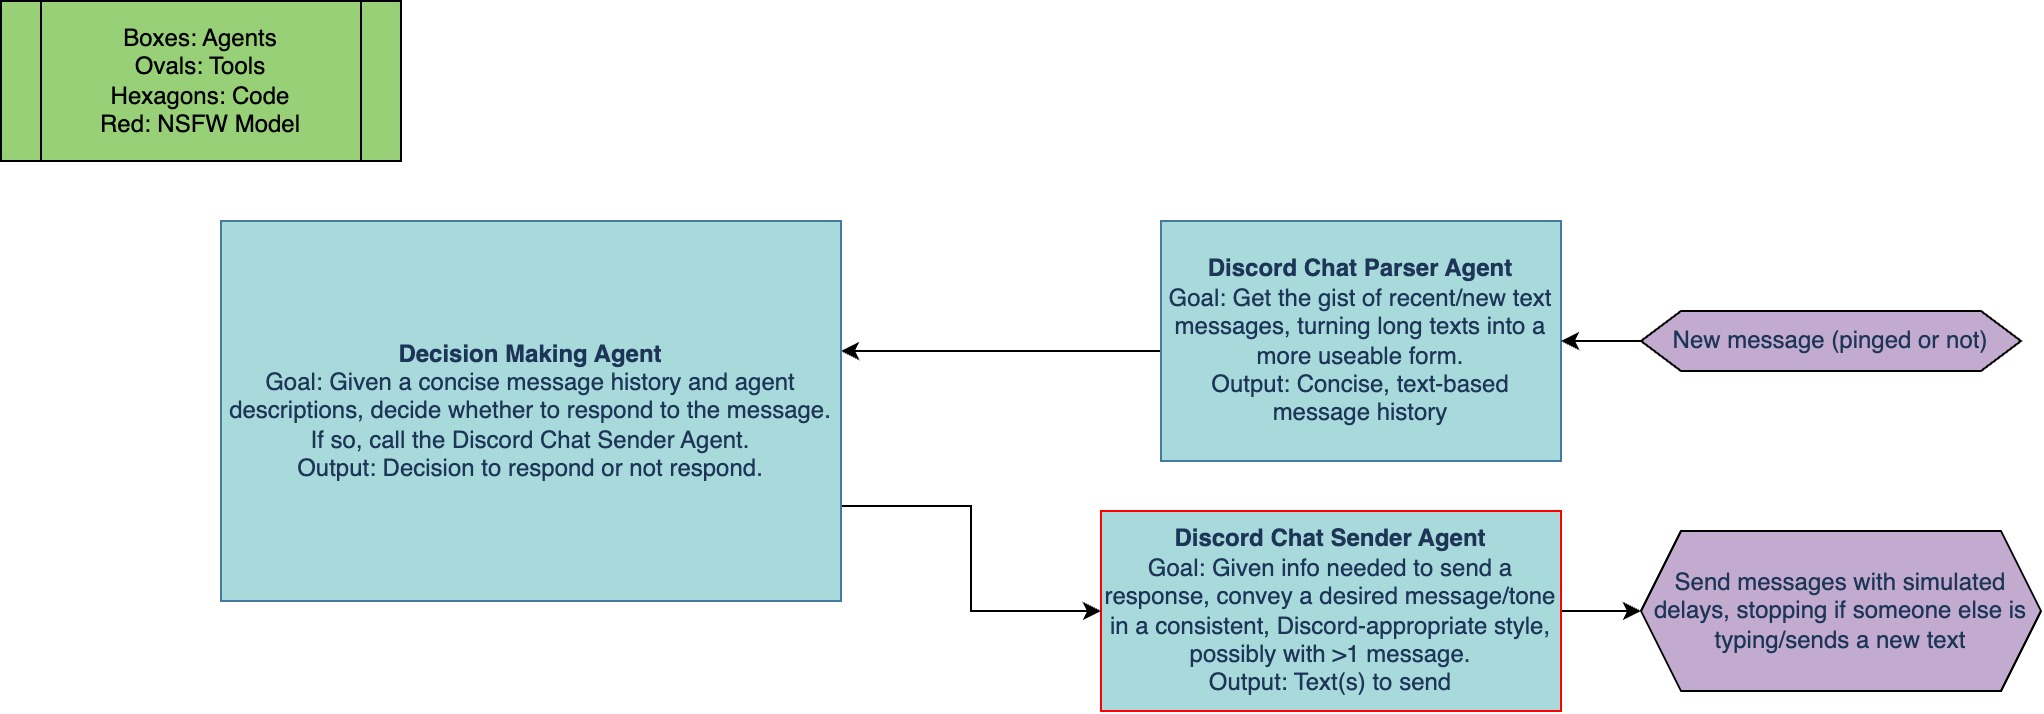 Boxes: Agents
Ovals: Tools
Hexagons: Code
Red: NSFW Model
Decision Making Agent
Goal: Given a concise message history and agent
descriptions, decide whether to respond to the message.
If so, call the Discord Chat Sender Agent.
Output: Decision to respond or not respond.
Discord Chat Parser Agent
Goal: Get the gist of recent/new text
messages, turning long texts into a
more useable form.
Output: Concise, text-based
message history
New message (pinged or not)
Discord Chat Sender Agent
Goal: Given info needed to send a
response, convey a desired message/tone
in a consistent, Discord-appropriate style,
possibly with >1 message.
Output: Text(s) to send
Send messages with simulated
delays, stopping if someone else is
typing/sends a new text